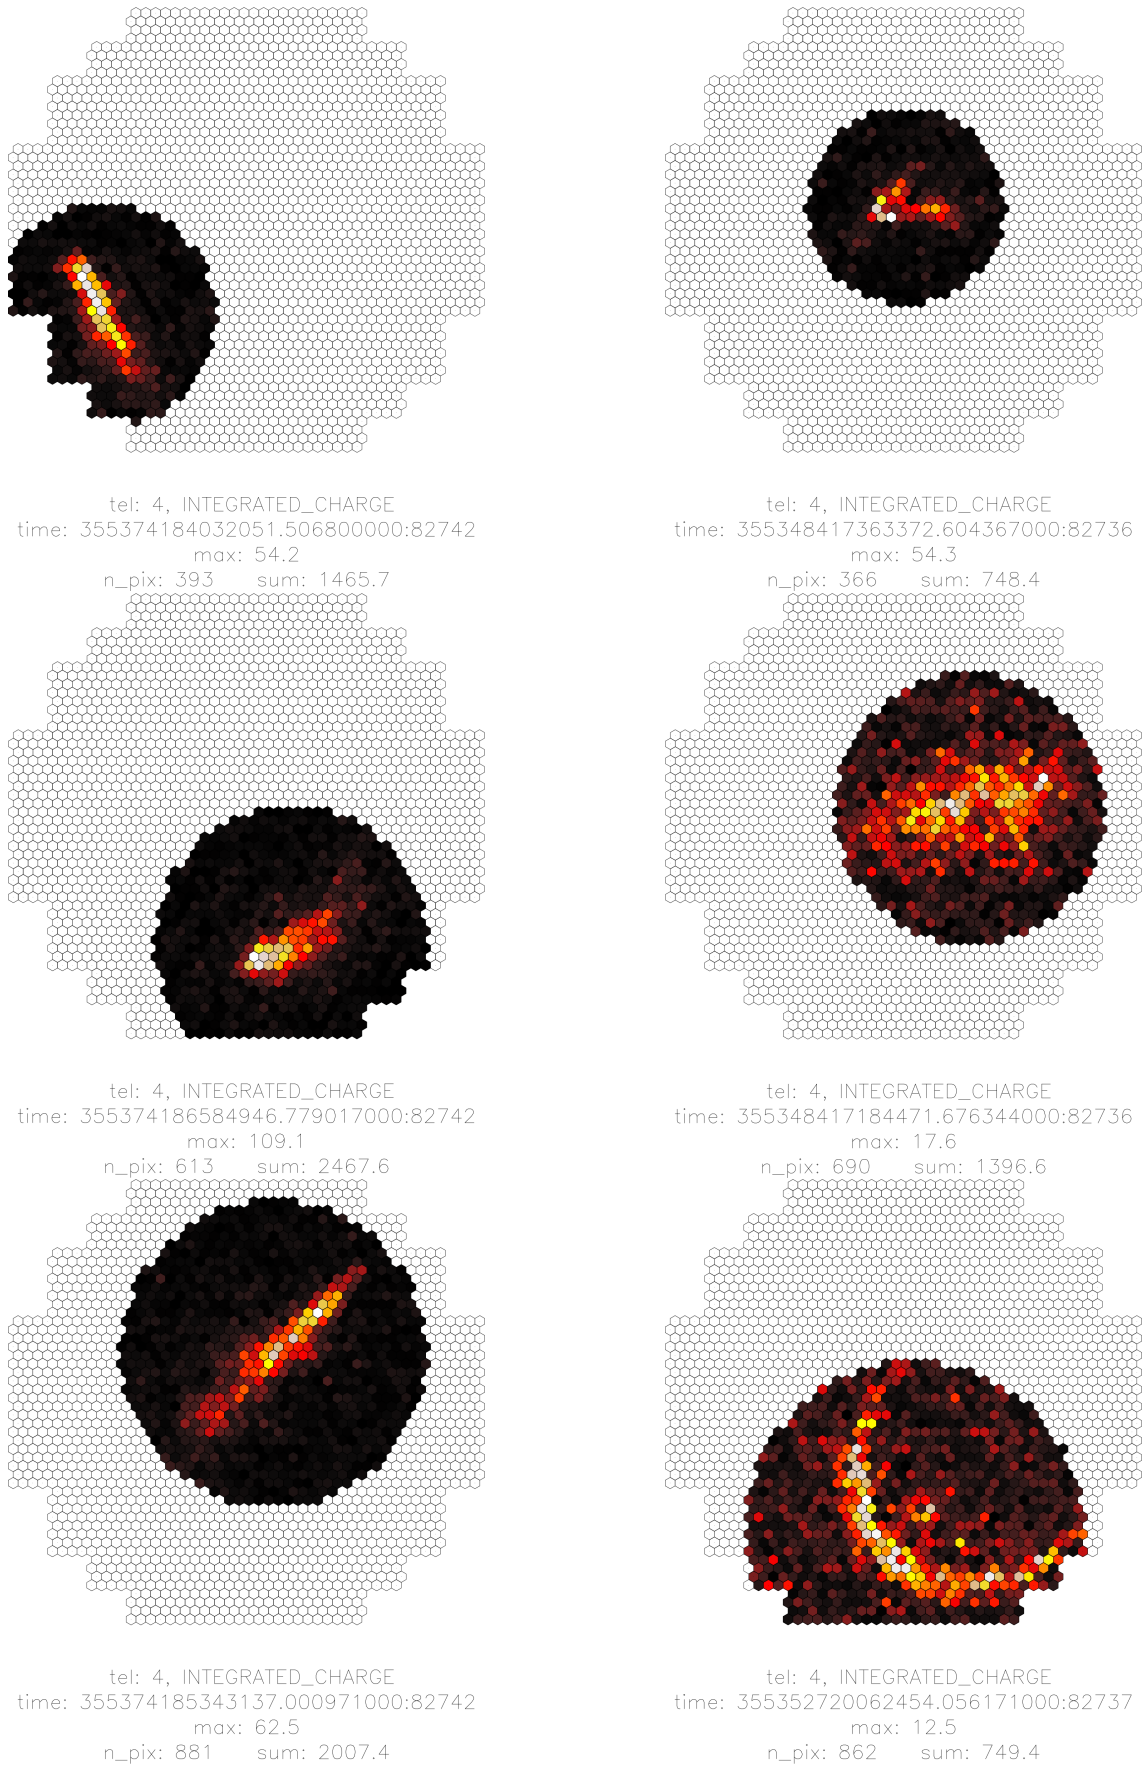 tel: 4, INTEGRATED_CHARGE
time: 355374184032051.506800000:82742
max: 54.2
n_pix: 393 sum: 1465.7
tel: 4, INTEGRATED_CHARGE
time: 355348417363372.604367000:82736
max: 54.3
n_pix: 366 sum: 748.4
tel: 4, INTEGRATED_CHARGE
time: 355374186584946.779017000:82742
max: 109.1
n_pix: 613 sum: 2467.6
tel: 4, INTEGRATED_CHARGE
time: 355348417184471.676344000:82736
max: 17.6
n_pix: 690 sum: 1396.6
tel: 4, INTEGRATED_CHARGE
time: 355374185343137.000971000:82742
max: 62.5
n_pix: 881 sum: 2007.4
tel: 4, INTEGRATED_CHARGE
time: 355352720062454.056171000:82737
max: 12.5
n_pix: 862 sum: 749.4